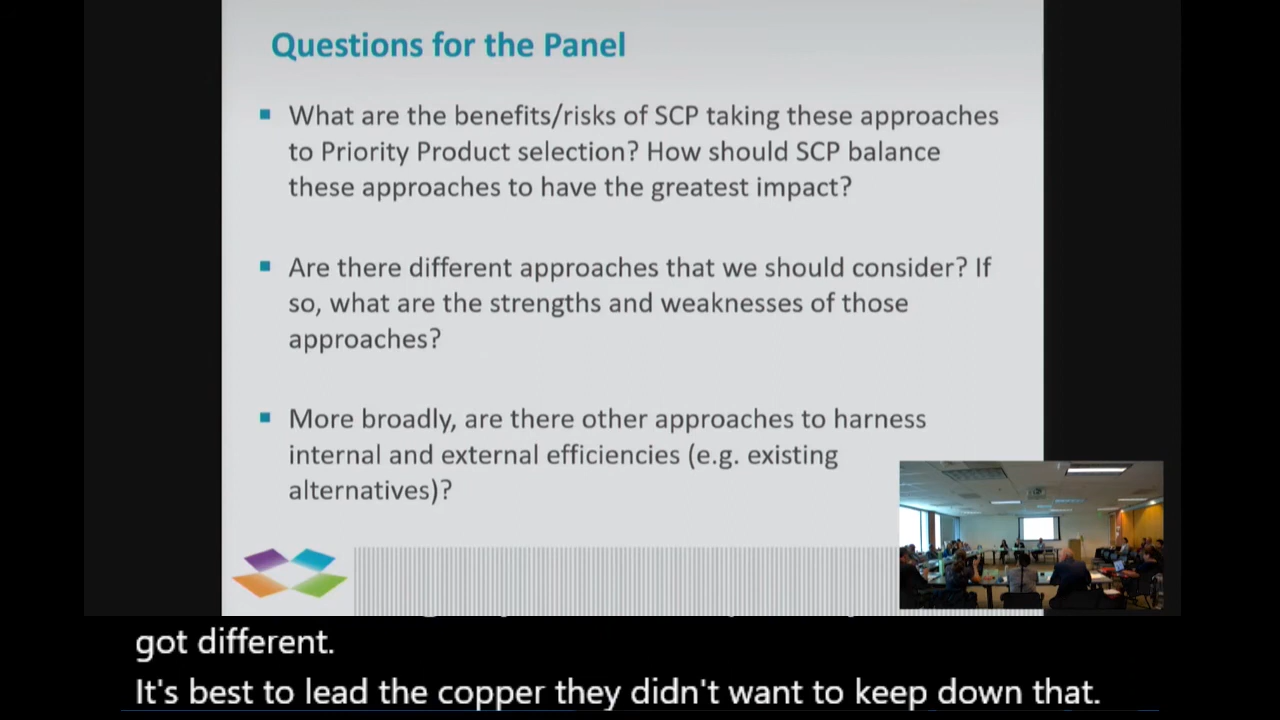 Questions for the Panel
What are the benefits/risks of SCP taking these approaches
to Priority Product selection? How should SCP balance
these approaches to have the greatest impact?
Are there different approaches that we should consider? If
so, what are the strengths and weaknesses of those
approaches?
More broadly, are there other approaches to harness
internal and external efficiencies (e.g. existing
alternatives)?
got different.
It's best to lead the copper they didn't want to keep down that.